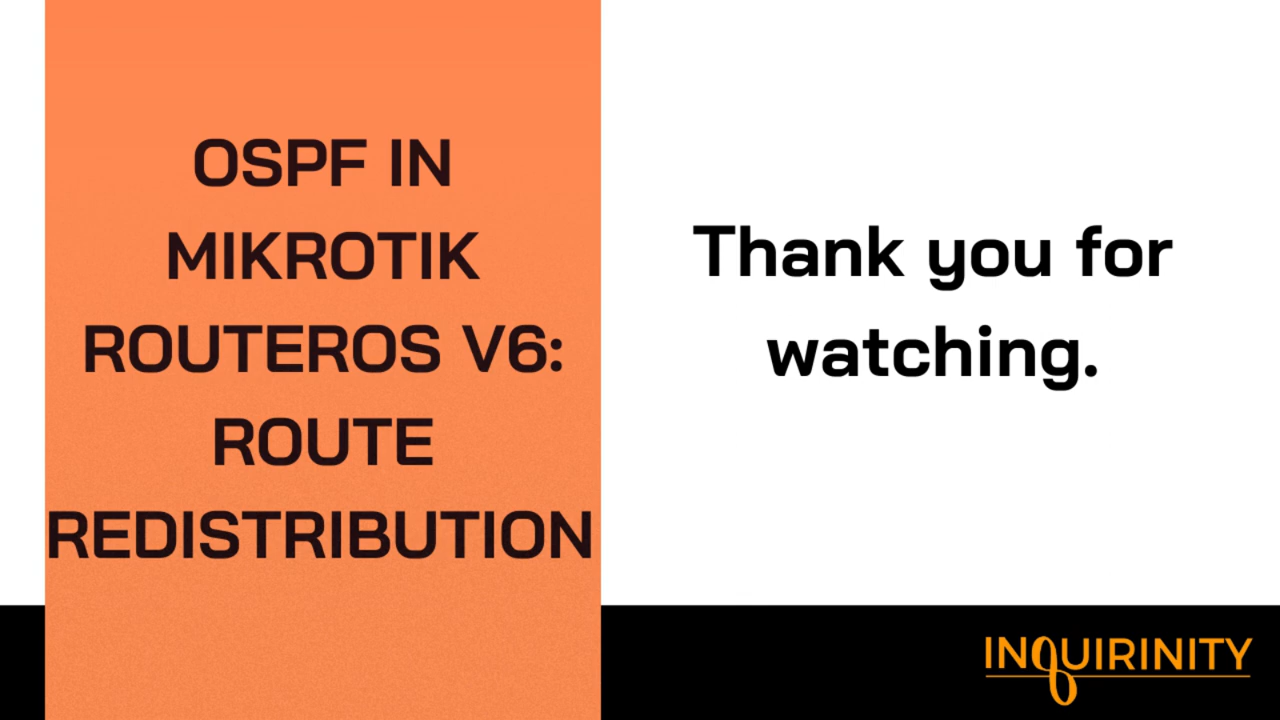 OSPF IN
MIKROTIK
ROUTEROS V6:
ROUTE
REDISTRIBUTION
Thank you for
watching.
INQUIRINITY